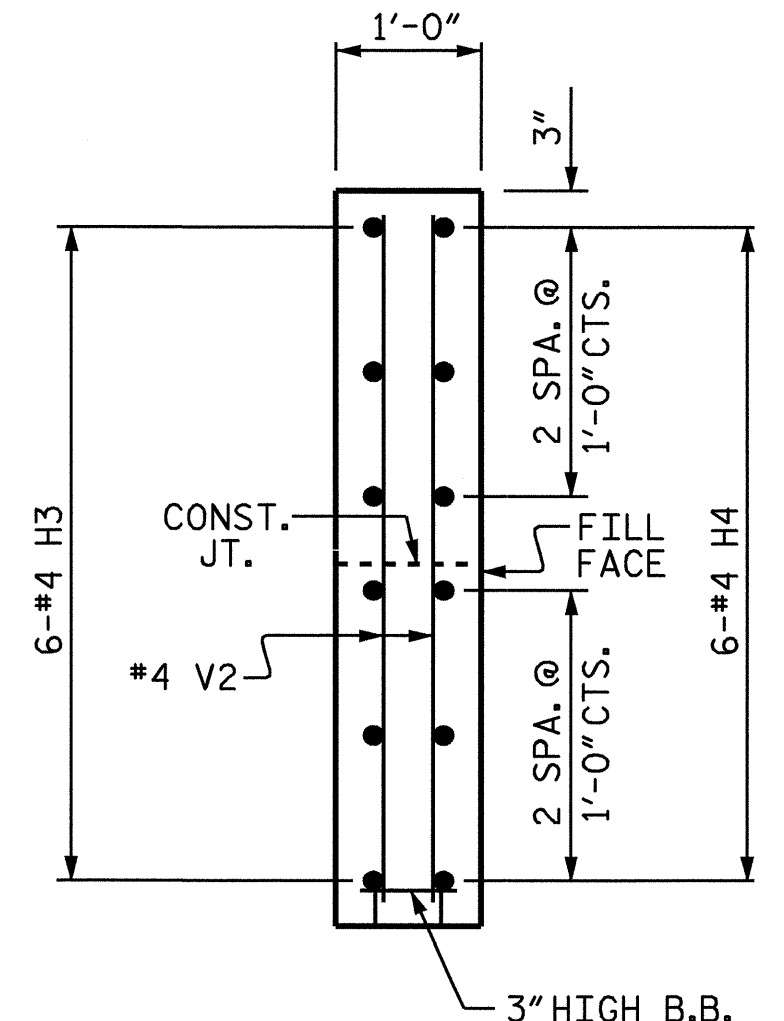 1'-0"
3"
2 SPA. @
1'-0"CTS.
CONST.
JT.
FILL
FACE
6-#4 H3
6-#4 H4
#4 V2
2 SPA. @
1'-0"CTS.
3"HIGH B.B.